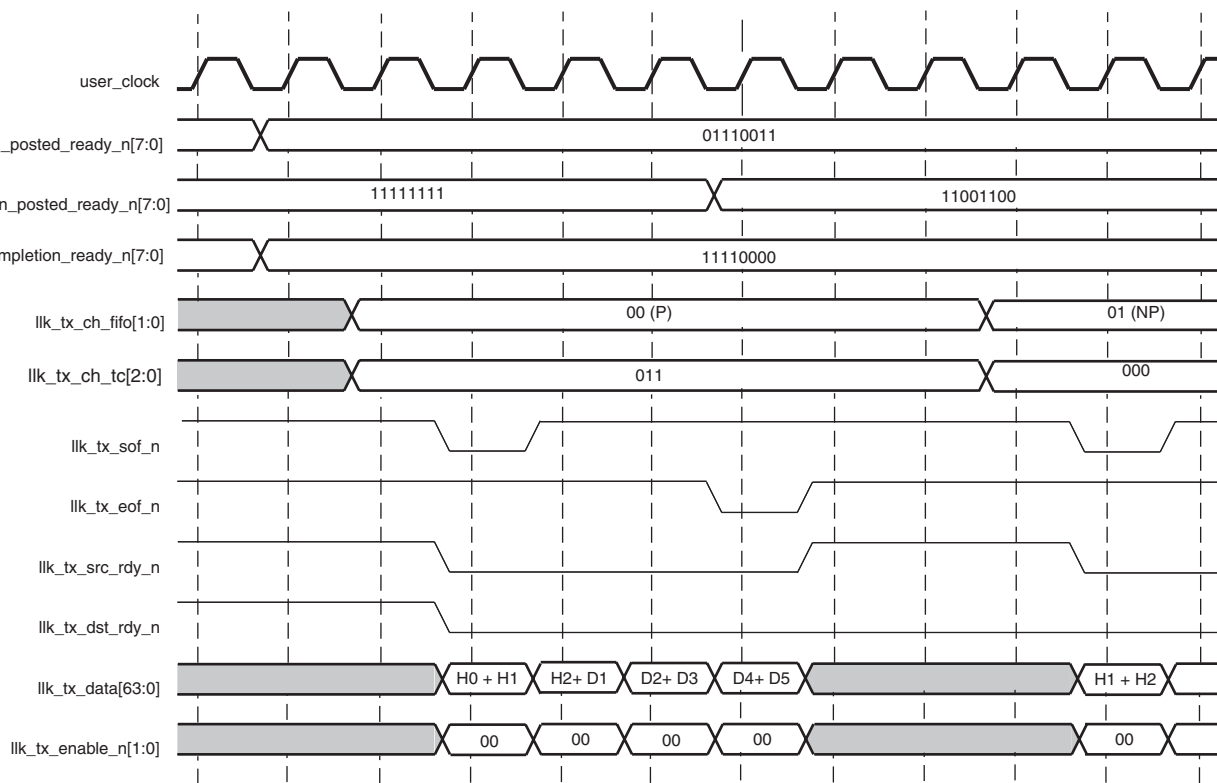 user_clock
_posted_ready_n[7:0]
01110011
n_posted_ready_n[7:0]
11111111
11001100
mpletion_ready_n[7:0]
11110000
llk_tx_ch_fifo[1:0]
00 (P)
01 (NP)
llk_tx_ch_tc[2:0]
011
000
llk_tx_sof_n
llk_tx_eof_n
llk_tx_src_rdy_n
llk_tx_dst_rdy_n
llk_tx_data[63:0]
H0 + H1
H2+ D1
D2+ D3
D4+ D5
H1 + H2
llk_tx_enable_n[1:0]
00
00
00
00
00